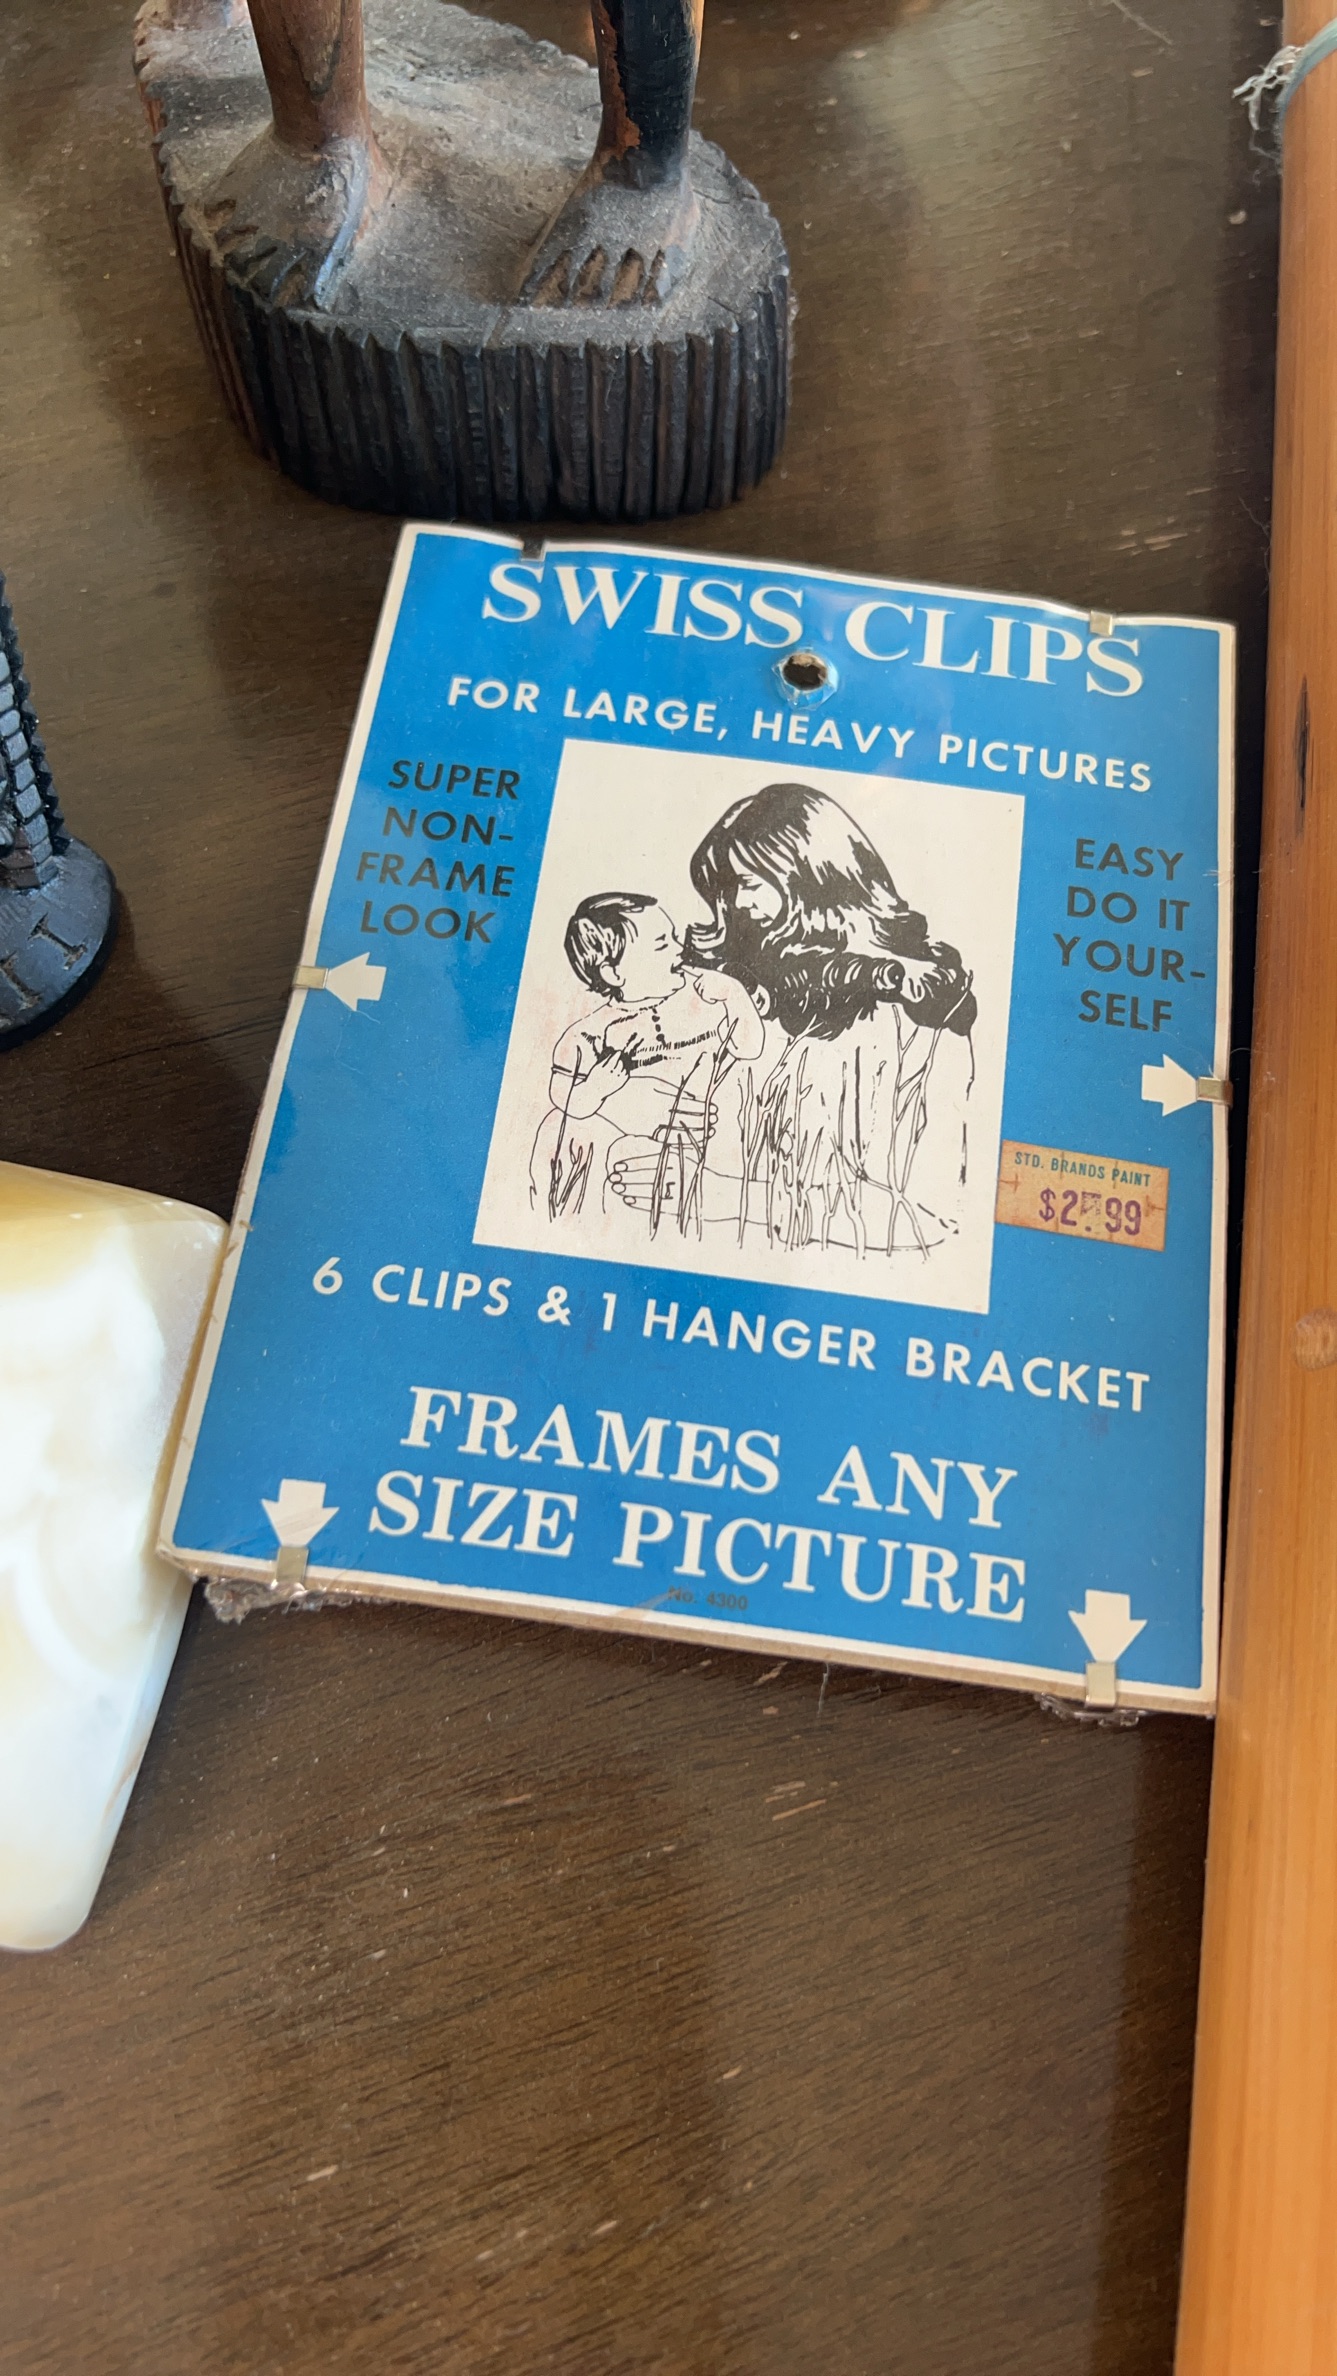 SWISS CLIPS
FOR LARGE, HEAVY PICTURES
SUPER
NON-
FRAME
LOOK
EASY
DO IT
YOUR-
SELF
STD. BRANDS PAINT
6 CLIPS & 1 HANGER BRACKET
FRAMES ANY
SIZE PICTURE
No. 4300